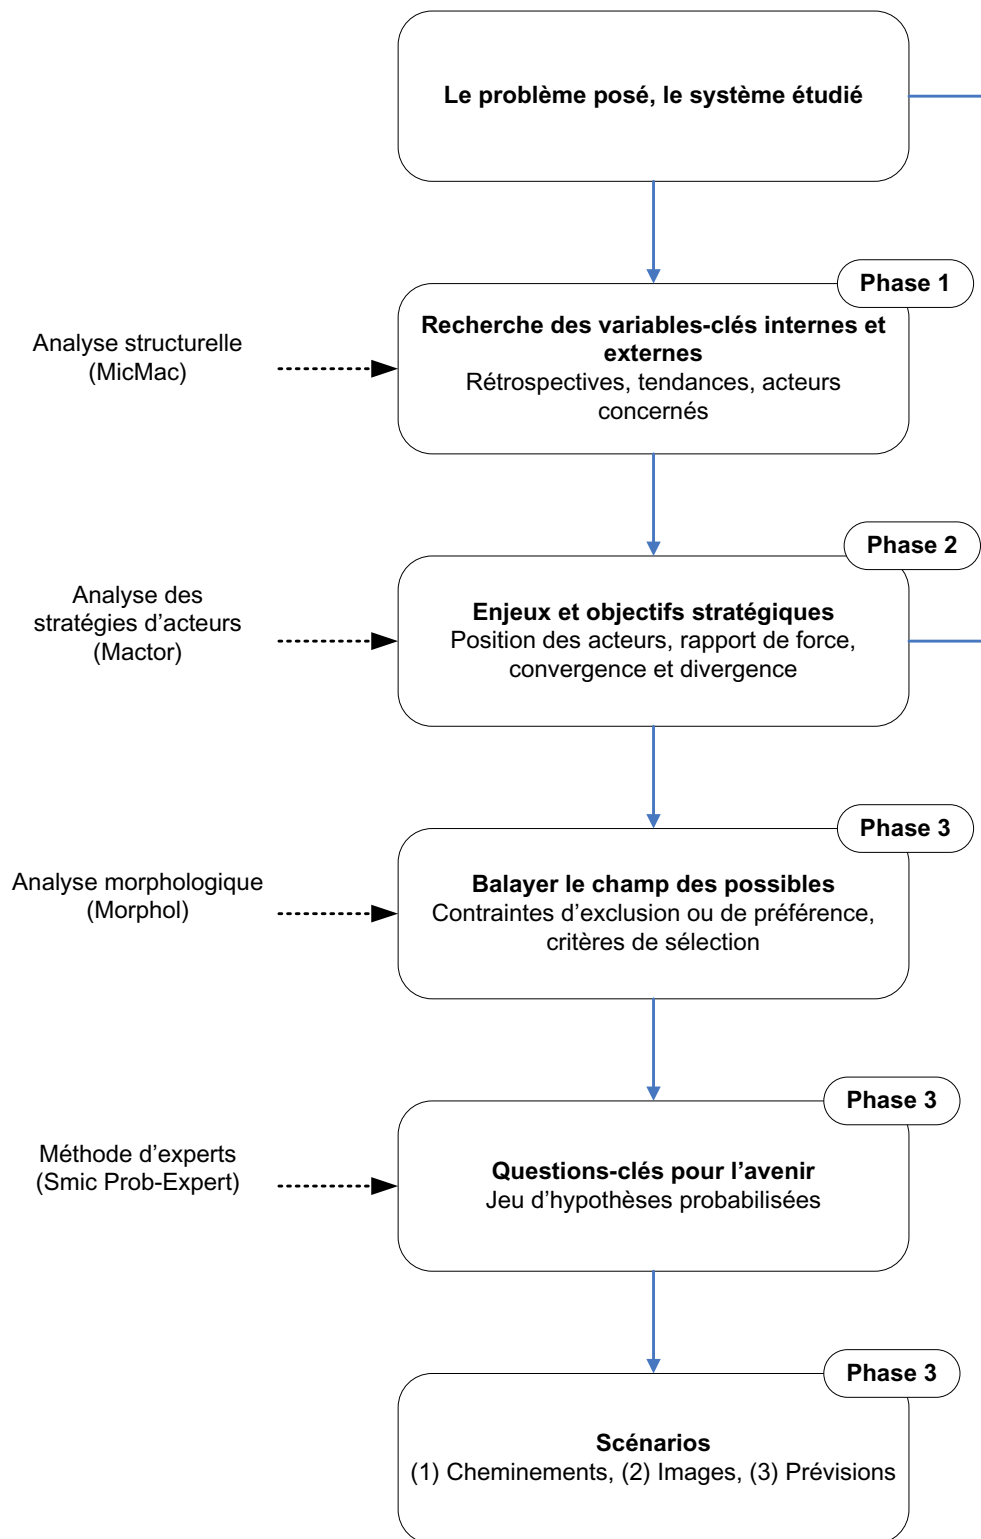 Le problème posé, le système étudié
Phase 1
Analyse structurelle
(MicMac)
Recherche des variables-clés internes et
externes
Rétrospectives, tendances, acteurs
concernés
Phase 2
Analyse des
stratégies d’acteurs
(Mactor)
Enjeux et objectifs stratégiques
Position des acteurs, rapport de force,
convergence et divergence
Phase 3
Analyse morphologique
(Morphol)
Balayer le champ des possibles
Contraintes d’exclusion ou de préférence,
critères de sélection
Phase 3
Méthode d’experts
(Smic Prob-Expert)
Questions-clés pour l’avenir
Jeu d’hypothèses probabilisées
Phase 3
Scénarios
(1) Cheminements, (2) Images, (3) Prévisions